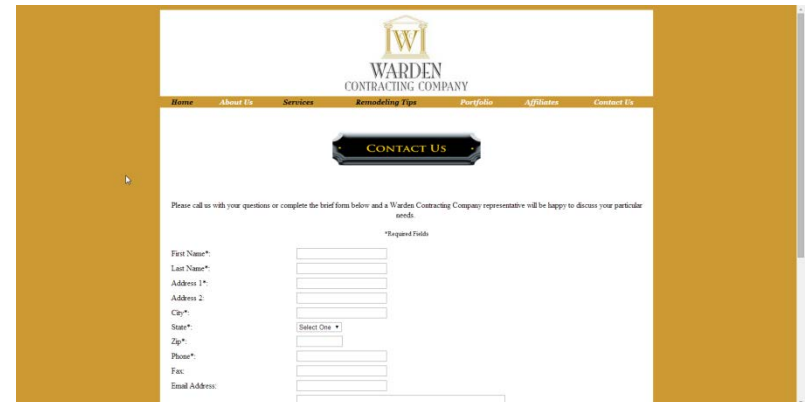 W
WARDEN
CONTRACTING COMPANY
Home About Us Services Remodeling Tips Portfolio Affiliates Contact Us
CONTACT US
Please call us with your questions or complete the brief form below and a Warden Contracting Company representative will be happy to discuss your particular
needs.
*Required Fields
First Name*:
Last Name*:
Address 1*:
Address 2:
City*:
State*: Select One
Zip*:
Phone*:
Fax:
Email Address: